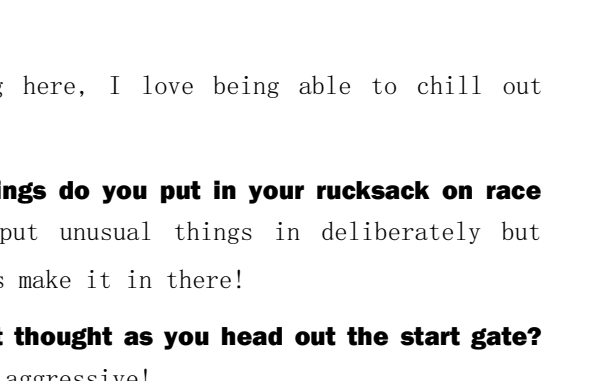 here, I love being able to chill out
do you put in your rucksack on race
put unusual things in deliberately but
make it in there!
thought as you head out the start gate?
aggressive!